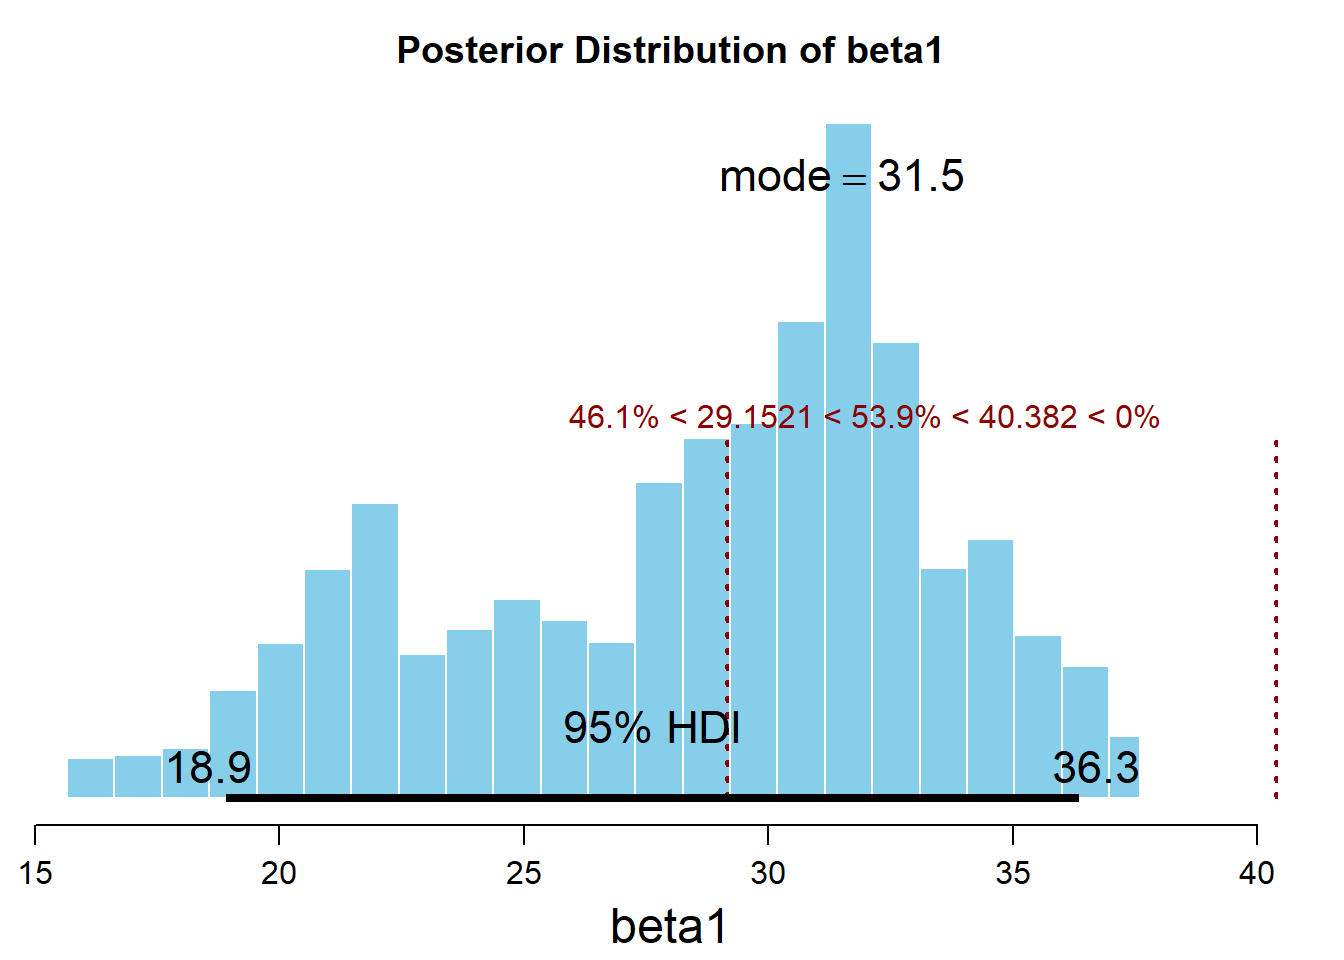 Posterior Distribution of beta1
mode = 31.5
46.1% < 29.1521 < 53.9% < 40.382 < 0%
95% HDI
18.9 36.3
15 20 25 30 35 40
beta1